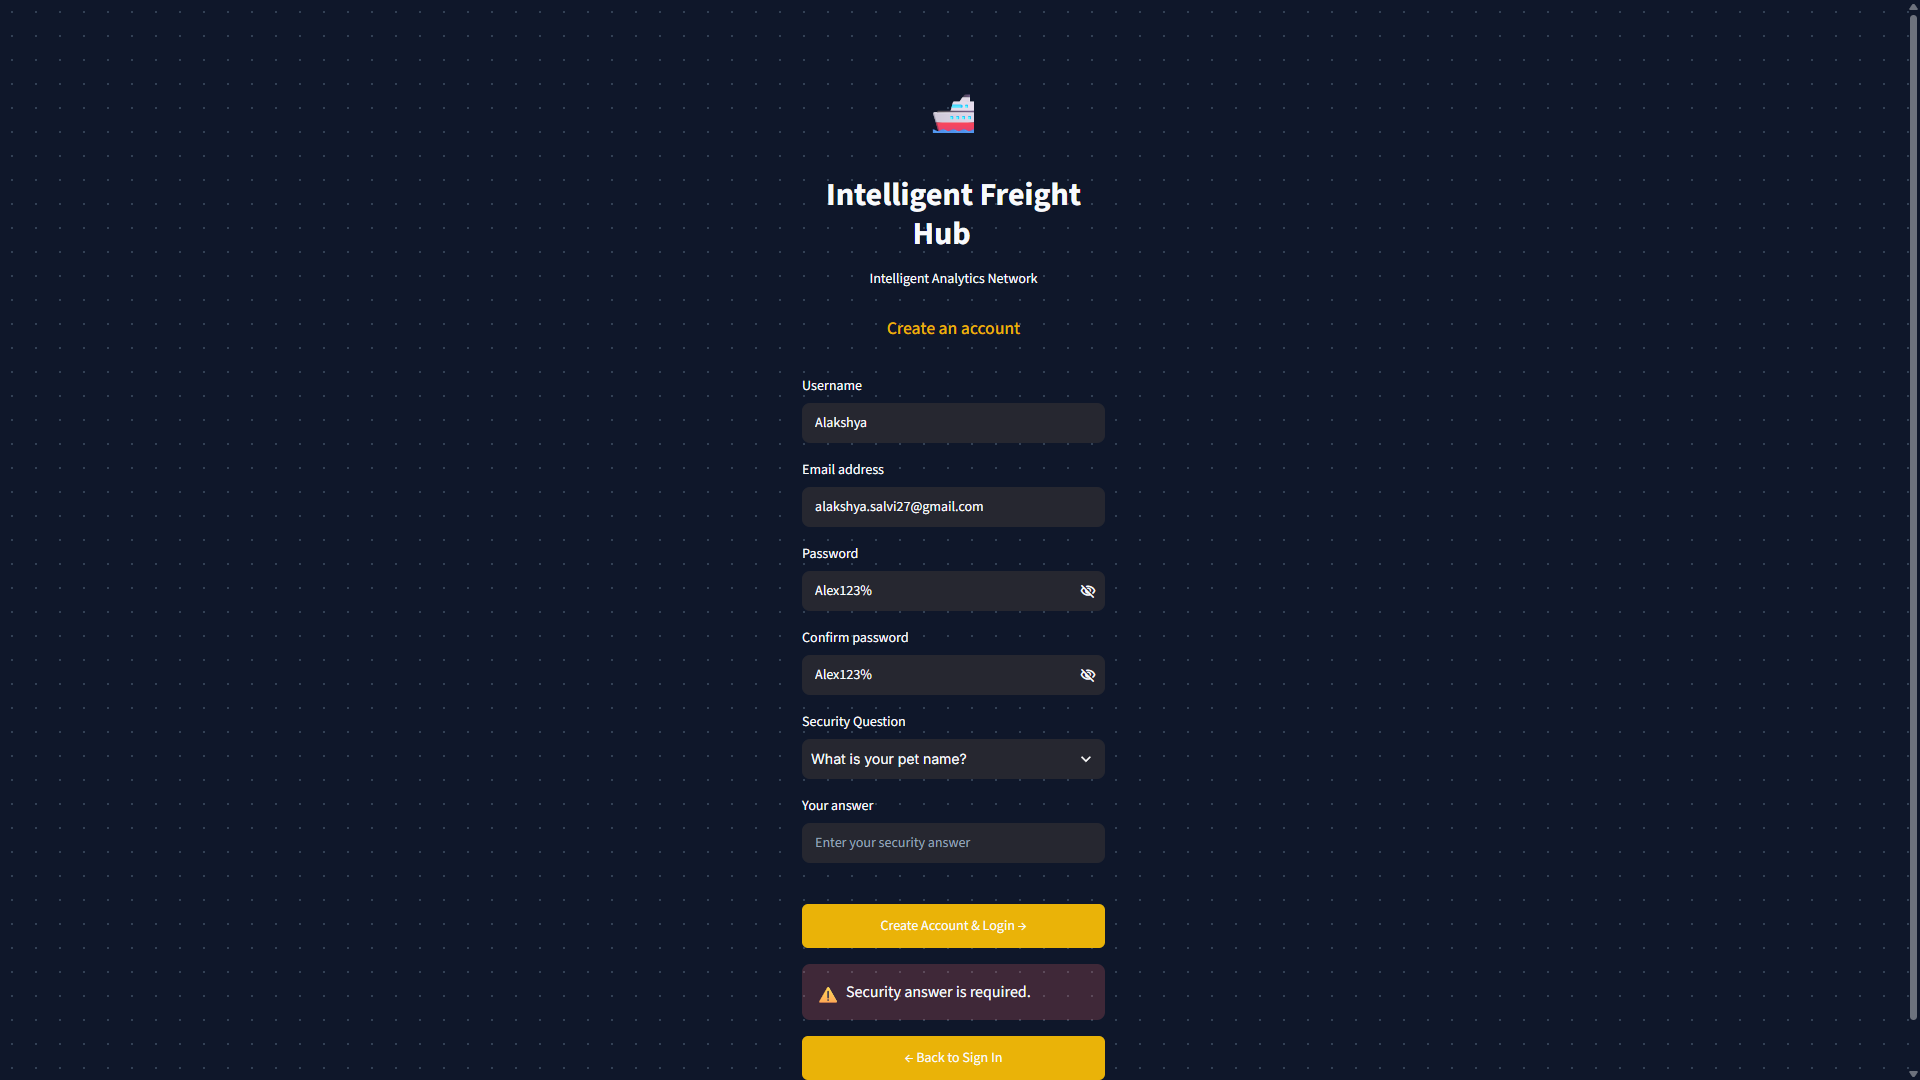 Intelligent Freight
Hub
Intelligent Analytics Network
Create an account
Username
Alakshya
Email address
alakshya.salvi27@gmail.com
Password
Alex123%
Confirm password
Alex123%
Security Question
What is your pet name?
Your answer
Enter your security answer
Create Account & Login →
Security answer is required.
← Back to Sign In